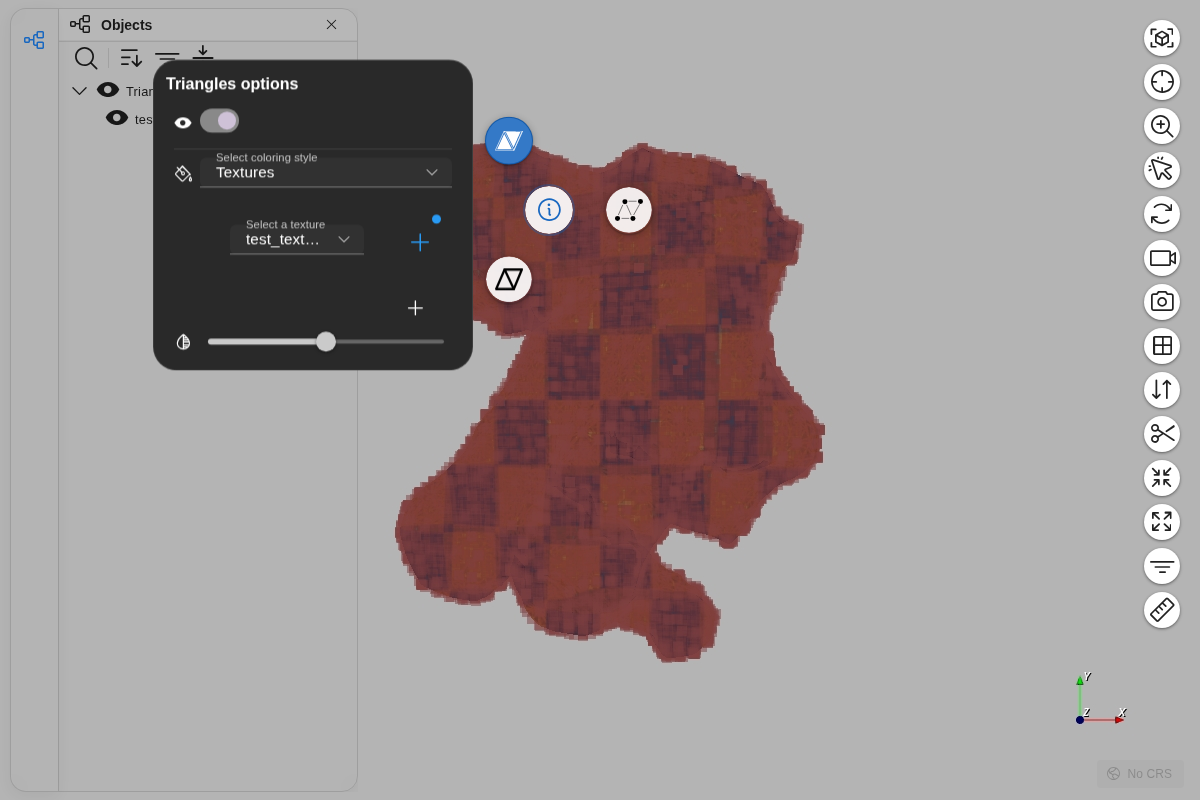 Objects
Triangles options
Trian
tes
Select coloring style
Textures
Select a texture
test_text...
Y
Z
X
No CRS